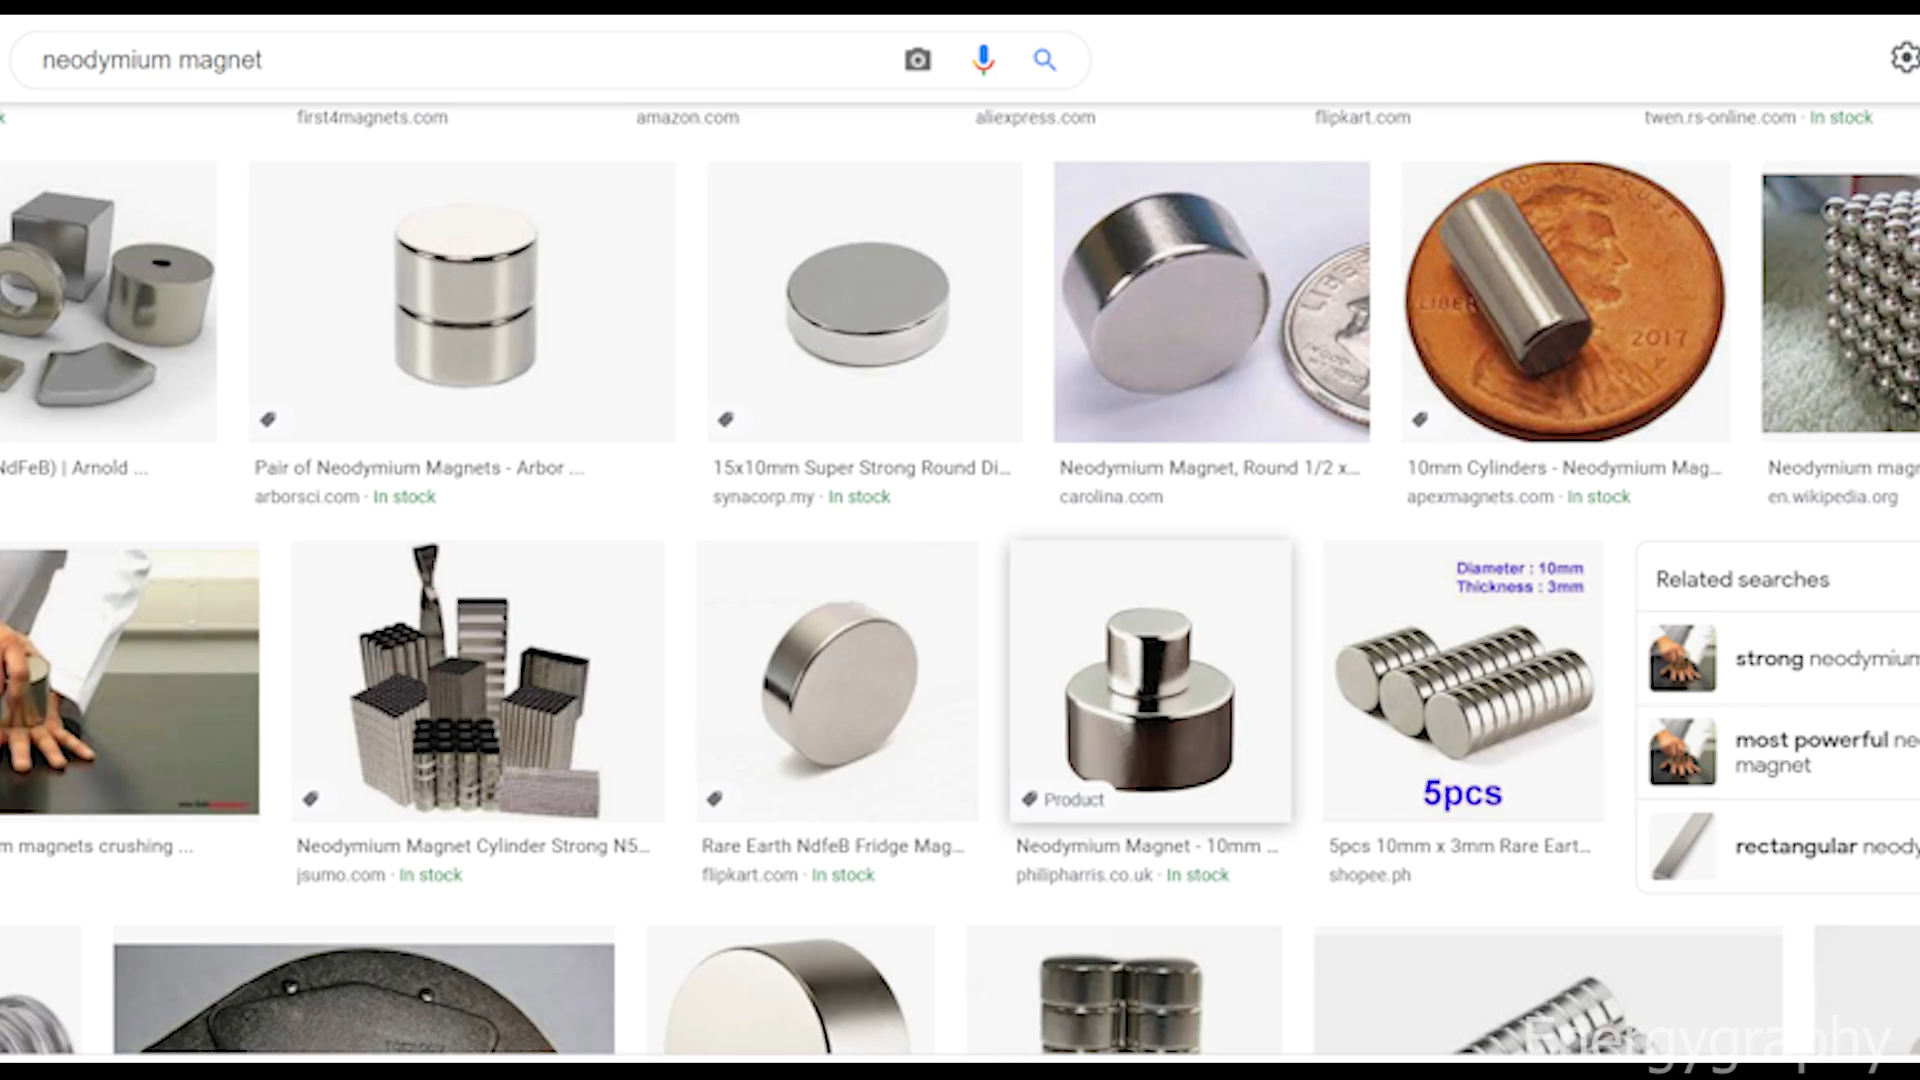 neodymium magnet
first4magnets.com
amazon.com
aliexpress.com
flipkart.com
twen.rs-online.com · In stock
LIBER
2017
NdFeB) | Arnold ...
Pair of Neodymium Magnets - Arbor ...
arborsci.com · In stock
15x10mm Super Strong Round Di...
synacorp.my · In stock
Neodymium Magnet, Round 1/2 x...
carolina.com
10mm Cylinders - Neodymium Mag...
apexmagnets.com · In stock
Neodymium magn
en.wikipedia.org
Product
Diameter : 10mm
Thickness : 3mm
5pcs
m magnets crushing ...
Neodymium Magnet Cylinder Strong N5...
jsumo.com · In stock
Rare Earth NdfeB Fridge Mag...
flipkart.com · In stock
Neodymium Magnet - 10mm ...
philipharris.co.uk · In stock
5pcs 10mm x 3mm Rare Eart...
shopee.ph
Related searches
strong neodymium
most powerful neo
magnet
rectangular neody
Energygraphy